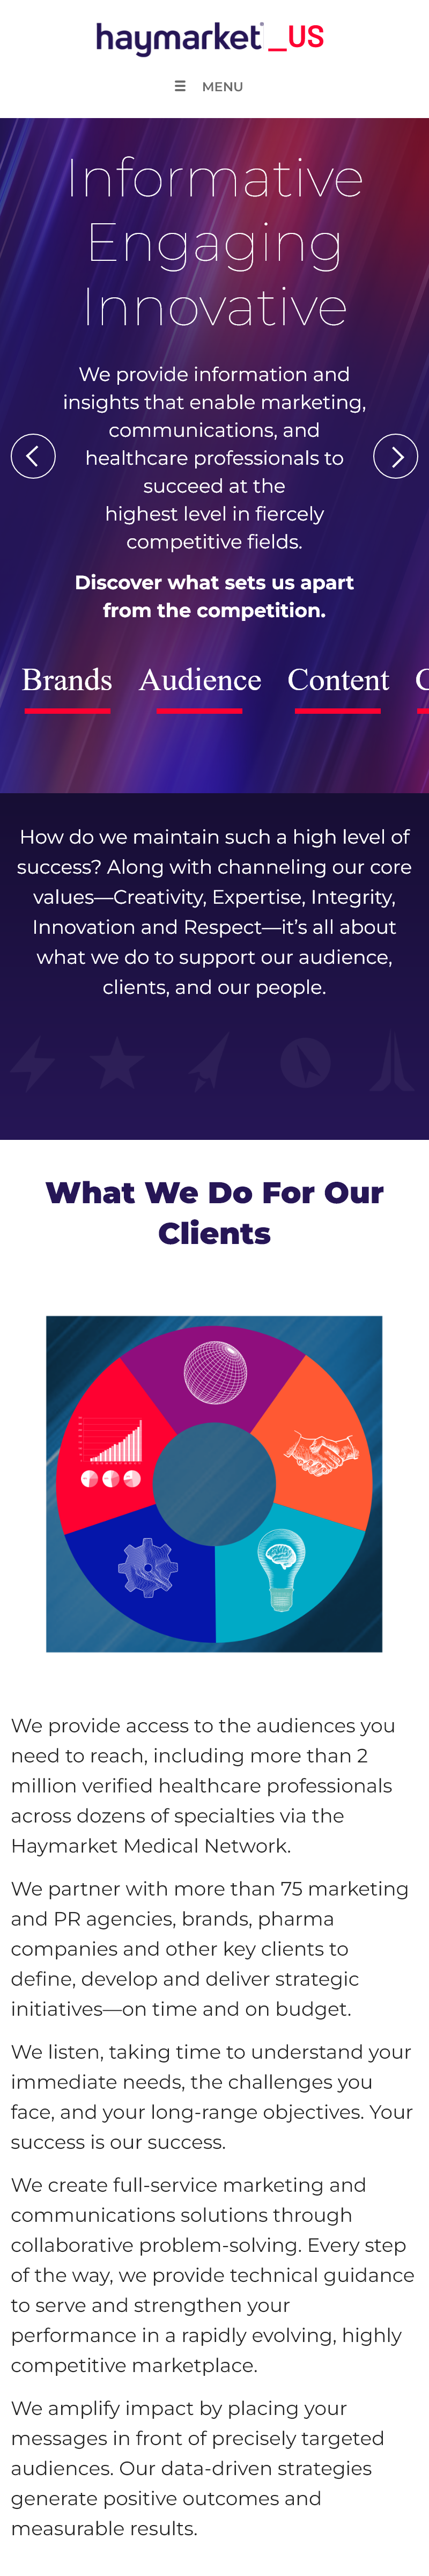 haymarket_US
☰ MENU
Informative
Engaging
Innovative
We provide information and
insights that enable marketing,
communications, and
healthcare professionals to
succeed at the
highest level in fiercely
competitive fields.
Discover what sets us apart
from the competition.
Brands Audience Content
How do we maintain such a high level of
success? Along with channeling our core
values—Creativity, Expertise, Integrity,
Innovation and Respect—it’s all about
what we do to support our audience,
clients, and our people.
What We Do For Our
Clients
We provide access to the audiences you
need to reach, including more than 2
million verified healthcare professionals
across dozens of specialties via the
Haymarket Medical Network.
We partner with more than 75 marketing
and PR agencies, brands, pharma
companies and other key clients to
define, develop and deliver strategic
initiatives—on time and on budget.
We listen, taking time to understand your
immediate needs, the challenges you
face, and your long-range objectives. Your
success is our success.
We create full-service marketing and
communications solutions through
collaborative problem-solving. Every step
of the way, we provide technical guidance
to serve and strengthen your
performance in a rapidly evolving, highly
competitive marketplace.
We amplify impact by placing your
messages in front of precisely targeted
audiences. Our data-driven strategies
generate positive outcomes and
measurable results.